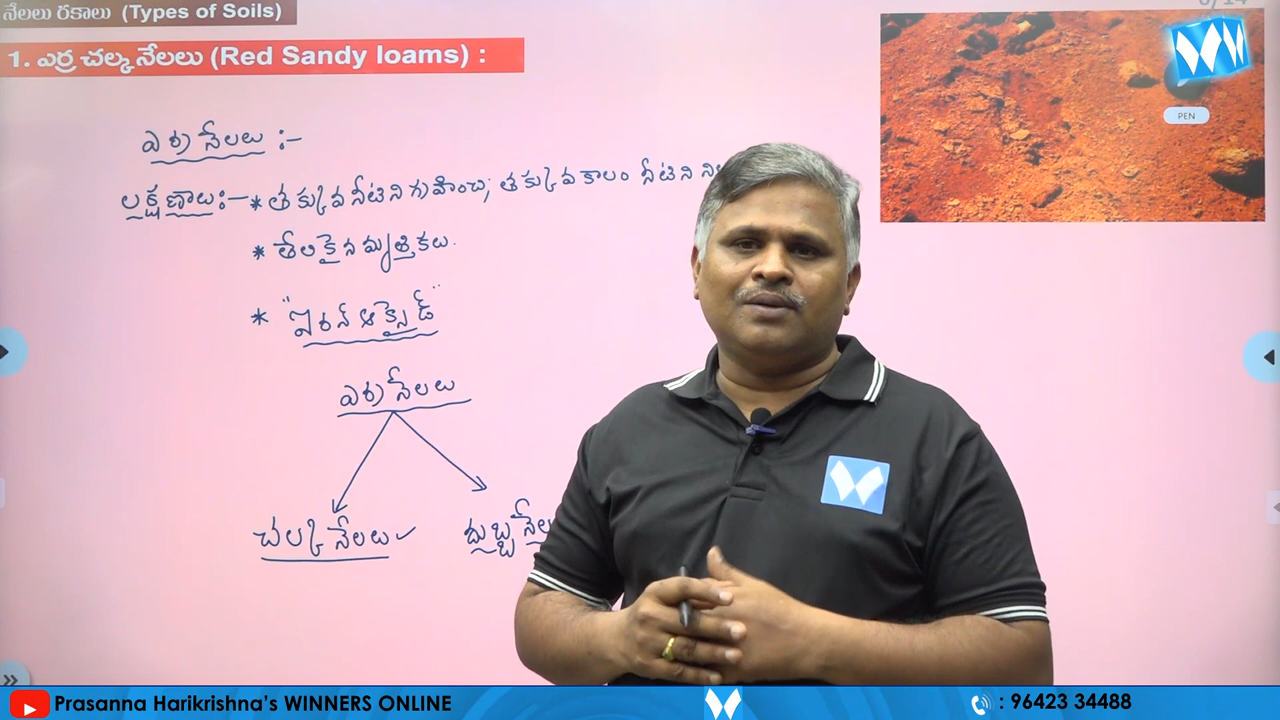 నేలలు రకాలు (Types of Soils)
1. ఎర్ర చల్క నేలలు (Red Sandy loams) :
PEN
ఎర్ర నేలలు :-
లక్షణాలు :- * తక్కువ నీటిని గ్రహించి; తక్కువ కాలం నీటిని
* తేలికైన మృత్తికలు.
* "ఐరన్ ఆక్సైడ్"
ఎర్ర నేలలు
చల్క నేలలు
దుబ్బ
Prasanna Harikrishna's WINNERS ONLINE
: 96423 34488